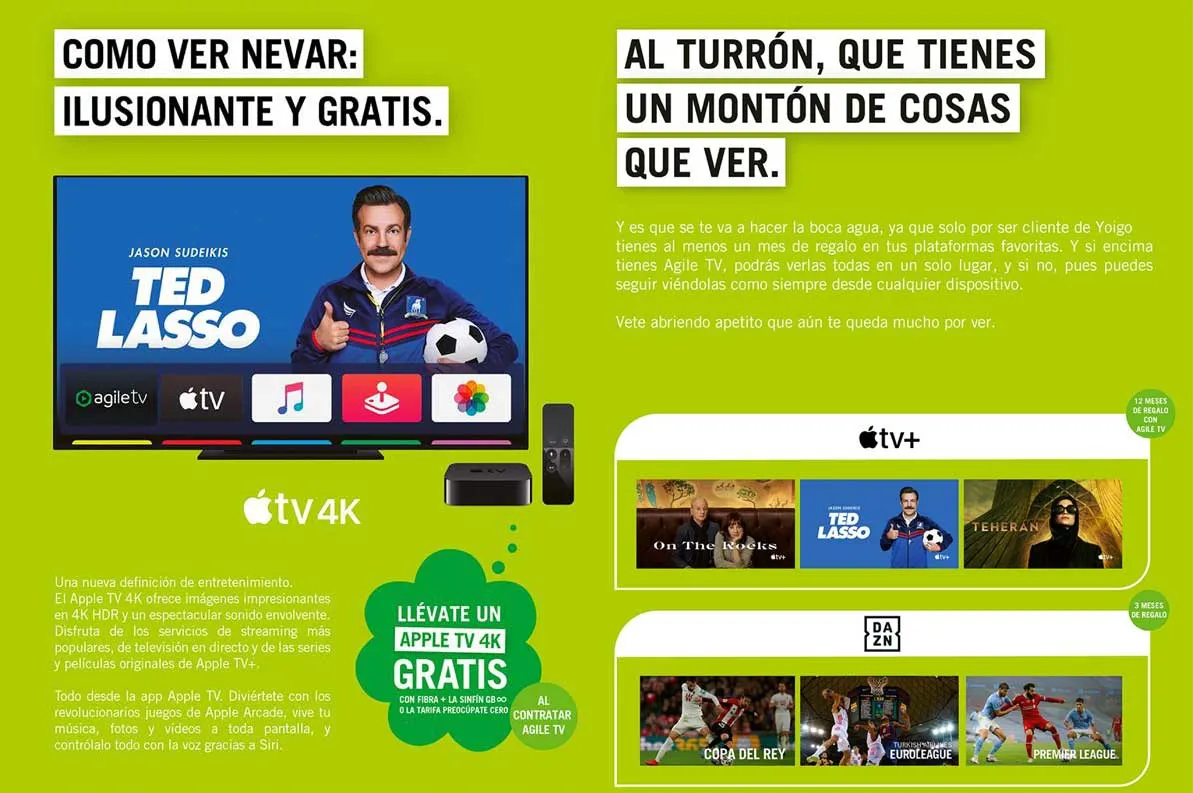 COMO VER NEVAR:
ILUSIONANTE Y GRATIS.
JASON SUDEIKIS
TED
LASSO
agiletv
tv
tv
tv 4K
Una nueva definición de entretenimiento.
El Apple TV 4K ofrece imágenes impresionantes
en 4K HDR y un espectacular sonido envolvente.
Disfruta de los servicios de streaming más
populares, de televisión en directo y de las series
y películas originales de Apple TV+.
Todo desde la app Apple TV. Diviértete con los
revolucionarios juegos de Apple Arcade, vive tu
música, fotos y vídeos a toda pantalla, y
contrólalo todo con la voz gracias a Siri.
LLÉVATE UN
APPLE TV 4K
GRATIS
CON FIBRA + LA SINFÍN GB ∞
O LA TARIFA PREOCÚPATE CERO
AL
CONTRATAR
AGILE TV
AL TURRÓN, QUE TIENES
UN MONTÓN DE COSAS
QUE VER.
Y es que se te va a hacer la boca agua, ya que solo por ser cliente de Yoigo
tienes al menos un mes de regalo en tus plataformas favoritas. Y si encima
tienes Agile TV, podrás verlas todas en un solo lugar, y si no, pues puedes
seguir viéndolas como siempre desde cualquier dispositivo.
Vete abriendo apetito que aún te queda mucho por ver.
12 MESES
DE REGALO
CON
AGILE TV
tv+
On The Rocks
tv+
JASON SUDEIKIS
TED
LASSO
tv+
TEHERÁN
tv+
3 MESES
DE REGALO
DA
ZN
COPA DEL REY
TURKISH AIRLINES
EUROLEAGUE
PREMIER LEAGUE